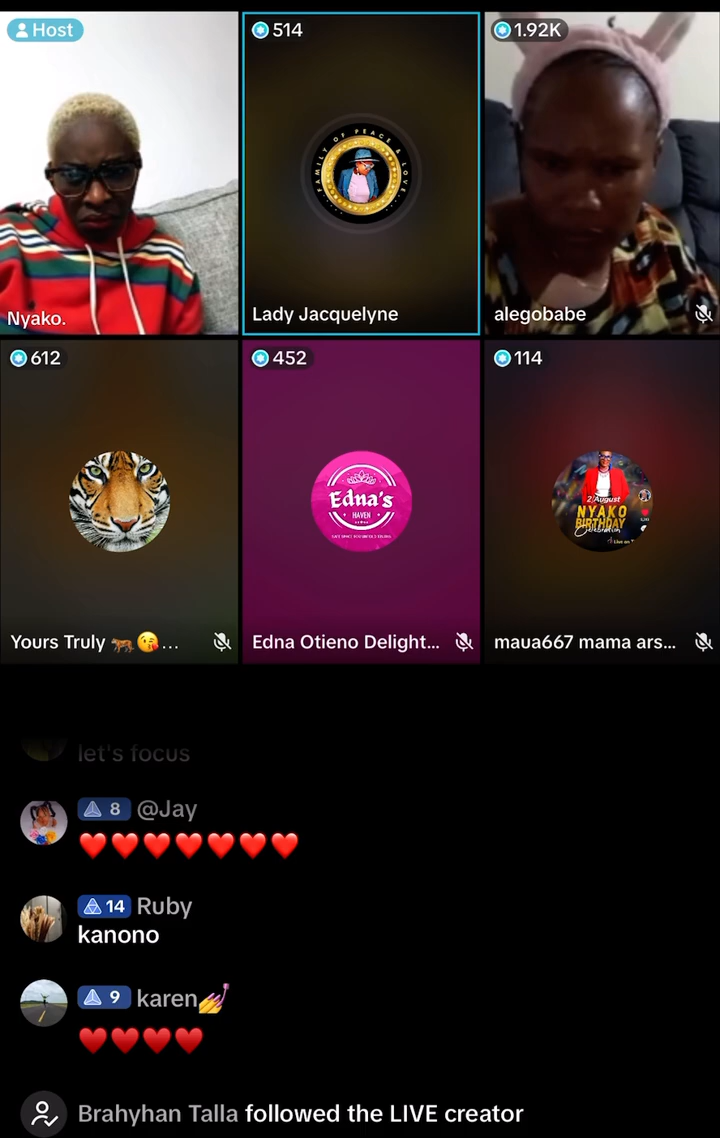 Host
514
1.92K
FAMILY OF PEACE & LOVE
Nyako.
Lady Jacquelyne
alegobabe
612
452
114
Edna's
HAVEN
2 August
NYAKO
BIRTHDAY
Celebration
Yours Truly 🐅😘...
Edna Otieno Delight...
maua667 mama ars...
let's focus
8 @Jay
❤️❤️❤️❤️❤️❤️❤️
14 Ruby
kanono
9 karen💅
❤️❤️❤️❤️
Brahyhan Talla followed the LIVE creator